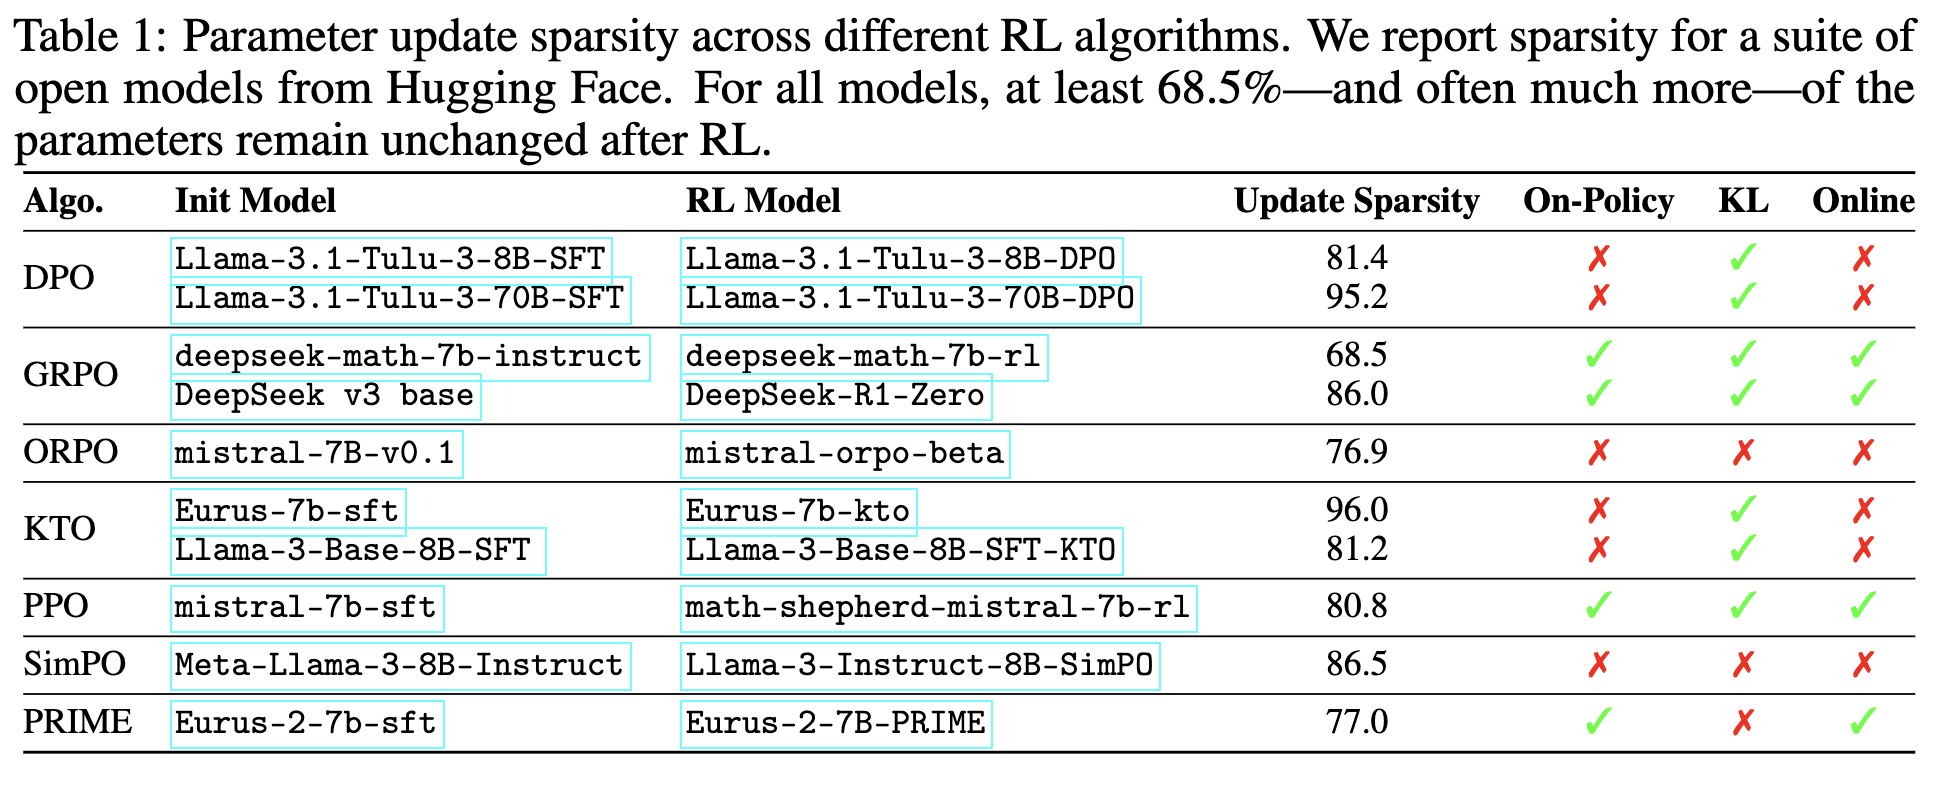 Table 1: Parameter update sparsity across different RL algorithms. We report sparsity for a suite of
open models from Hugging Face. For all models, at least 68.5%—and often much more—of the
parameters remain unchanged after RL.
Algo. Init Model RL Model Update Sparsity On-Policy KL Online
DPO
Llama-3.1-Tulu-3-8B-SFT Llama-3.1-Tulu-3-8B-DPO 81.4 ✗ ✓ ✗
Llama-3.1-Tulu-3-70B-SFT Llama-3.1-Tulu-3-70B-DPO 95.2 ✗ ✓ ✗
GRPO
deepseek-math-7b-instruct deepseek-math-7b-rl 68.5 ✓ ✓ ✓
DeepSeek v3 base DeepSeek-R1-Zero 86.0 ✓ ✓ ✓
ORPO mistral-7B-v0.1 mistral-orpo-beta 76.9 ✗ ✗ ✗
KTO
Eurus-7b-sft Eurus-7b-kto 96.0 ✗ ✓ ✗
Llama-3-Base-8B-SFT Llama-3-Base-8B-SFT-KTO 81.2 ✗ ✓ ✗
PPO mistral-7b-sft math-shepherd-mistral-7b-rl 80.8 ✓ ✓ ✓
SimPO Meta-Llama-3-8B-Instruct Llama-3-Instruct-8B-SimPO 86.5 ✗ ✗ ✗
PRIME Eurus-2-7b-sft Eurus-2-7B-PRIME 77.0 ✓ ✗ ✓